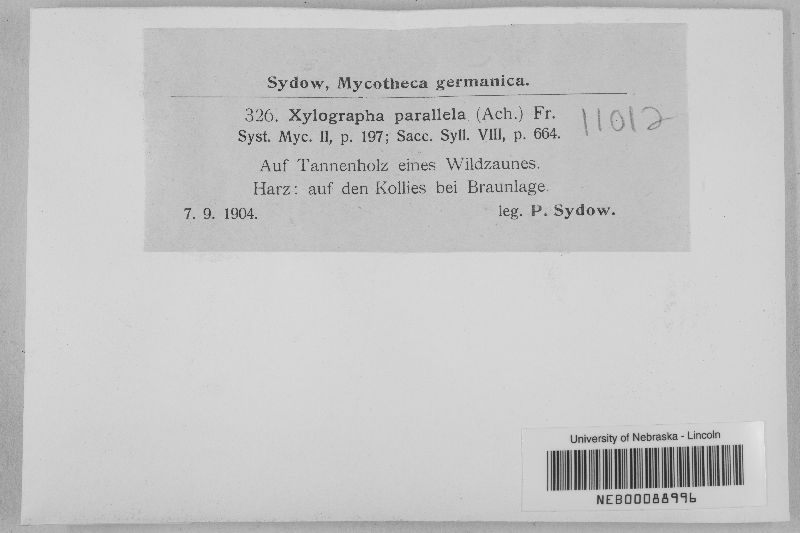 Sydow, Mycotheca germanica.
326. Xylographa parallela (Ach.) Fr.
Syst. Myc. II, p. 197; Sacc. Syll. VIII, p. 664.
11012
Auf Tannenholz eines Wildzaunes.
Harz: auf den Kollies bei Braunlage.
7. 9. 1904. leg. P. Sydow.
University of Nebraska - Lincoln
NEB00088996